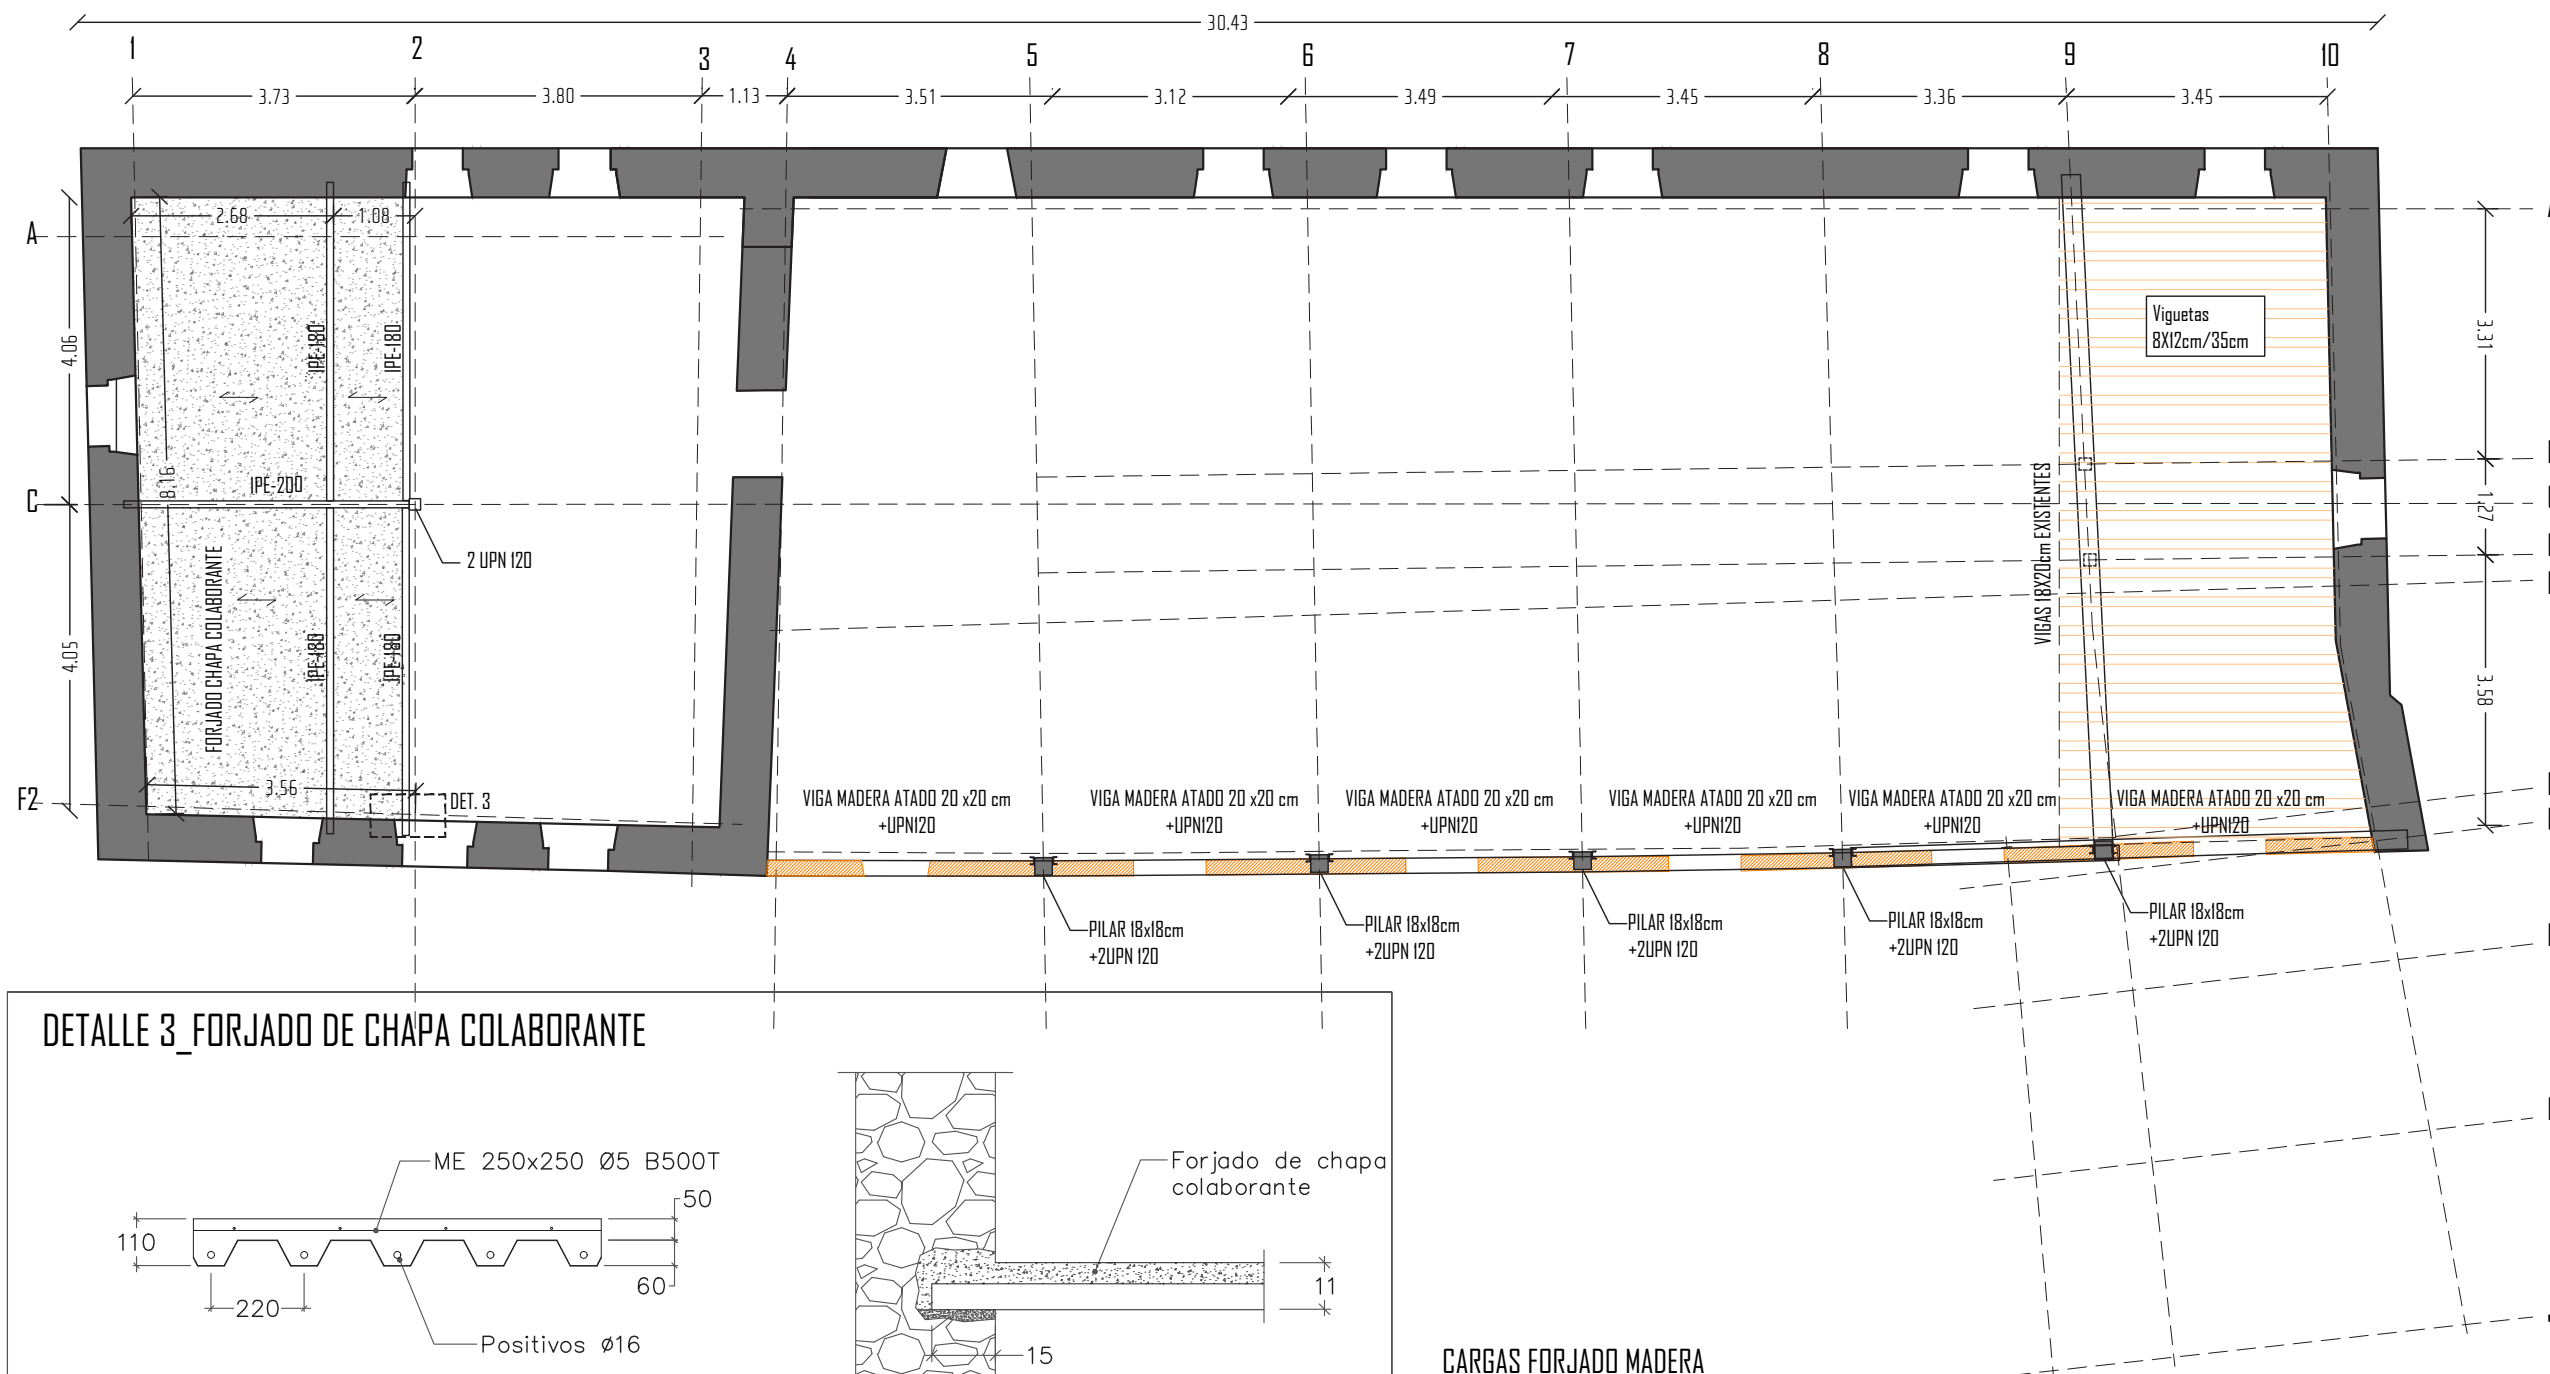 30.43
1
2
3
4
5
6
7
8
9
10
3.73
3.80
1.13
3.51
3.12
3.49
3.45
3.36
3.45
2.68
1.08
A
C
F2
4.06
4.05
8.16
IPE-180
IPE-180
IPE-200
2 UPN 120
FORJADO CHAPA COLABORANTE
IPE-180
IPE-180
3.56
DET. 3
Viguetas
8X12cm/35cm
VIGAS 18X20cm EXISTENTES
3.31
1.27
3.58
VIGA MADERA ATADO 20 x20 cm
+UPN120
VIGA MADERA ATADO 20 x20 cm
+UPN120
VIGA MADERA ATADO 20 x20 cm
+UPN120
VIGA MADERA ATADO 20 x20 cm
+UPN120
VIGA MADERA ATADO 20 x20 cm
+UPN120
VIGA MADERA ATADO 20 x20 cm
+UPN120
PILAR 18x18cm
+2UPN 120
PILAR 18x18cm
+2UPN 120
PILAR 18x18cm
+2UPN 120
PILAR 18x18cm
+2UPN 120
PILAR 18x18cm
+2UPN 120
DETALLE 3_FORJADO DE CHAPA COLABORANTE
ME 250x250 Ø5 B500T
50
110
60
220
Positivos ø16
Forjado de chapa
colaborante
11
15
CARGAS FORJADO MADERA